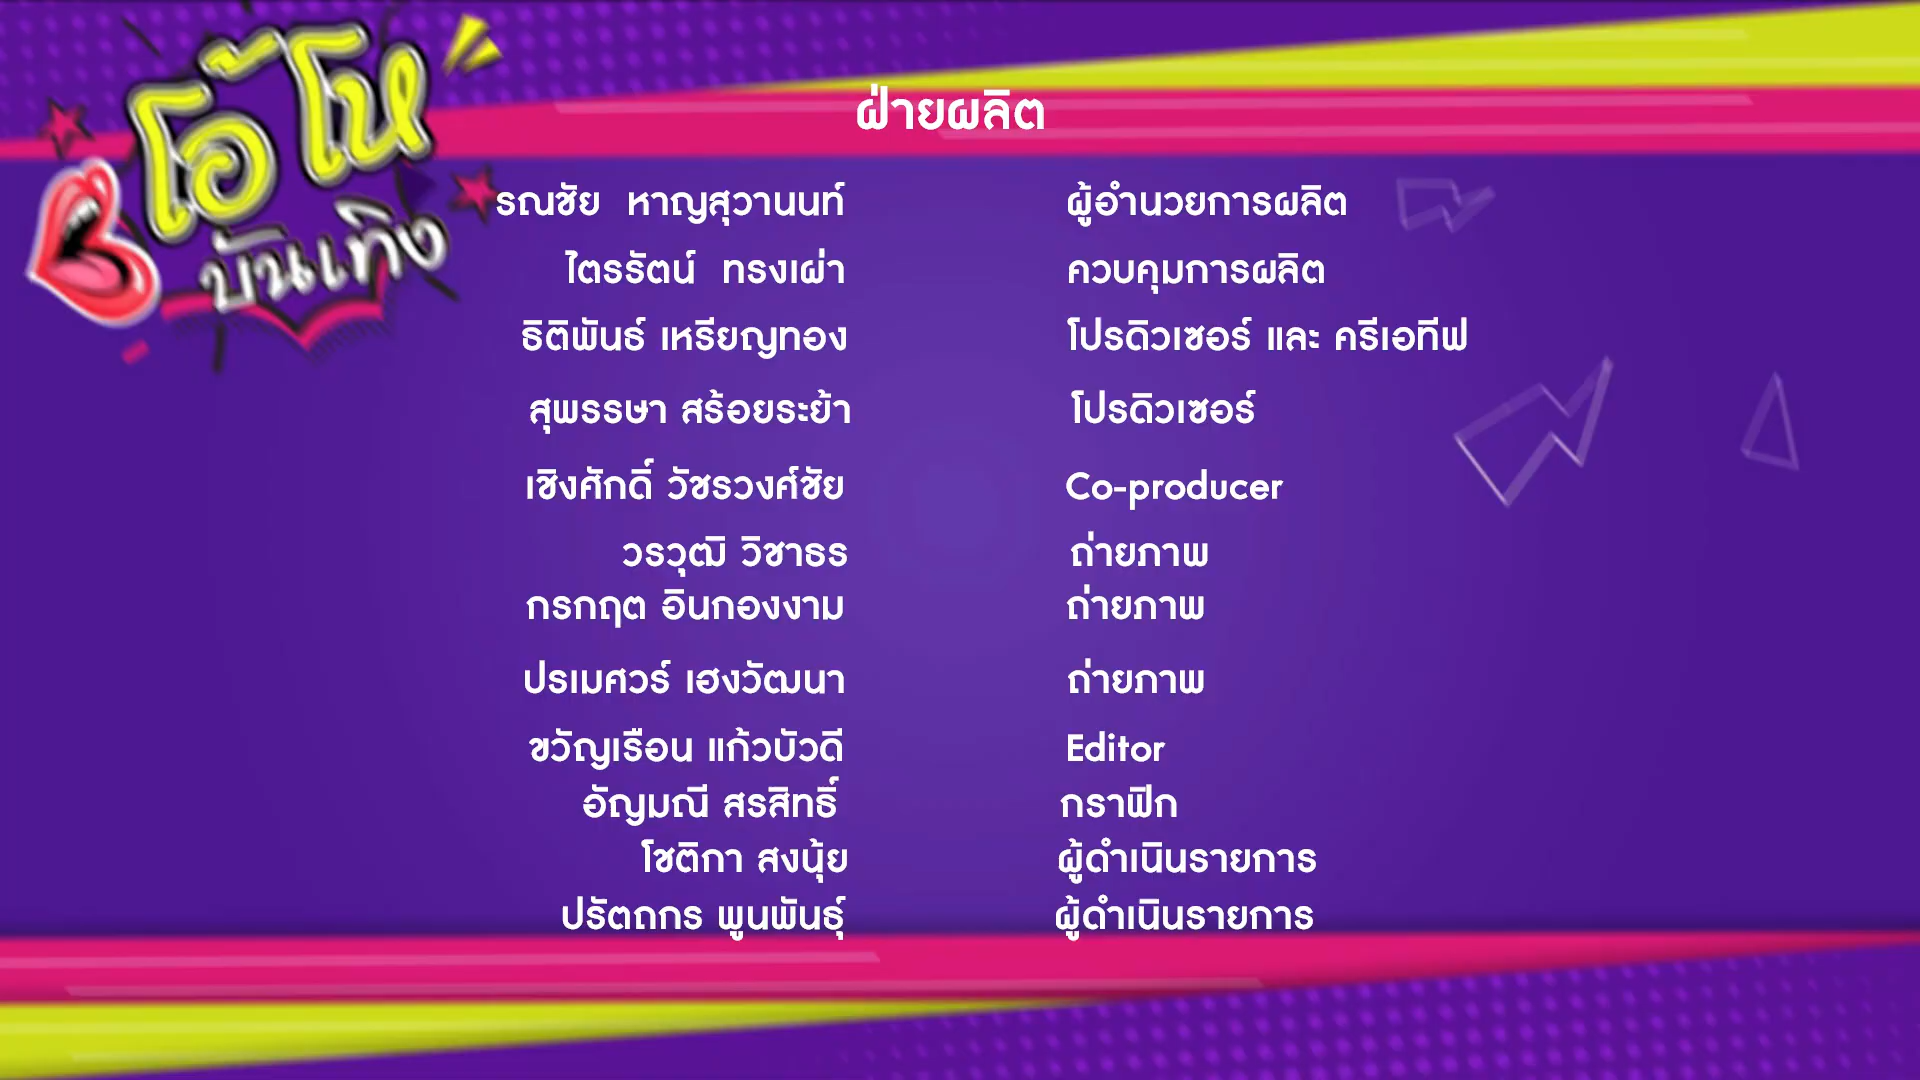 โอ้โห
บันเทิง
ฝ่ายผลิต
รณชัย หาญสุวานนท์ ผู้อำนวยการผลิต
ไตรรัตน์ ทรงเผ่า ควบคุมการผลิต
ธิติพันธ์ เหรียญทอง โปรดิวเซอร์ และ ครีเอทีฟ
สุพรรษา สร้อยระย้า โปรดิวเซอร์
เชิงศักดิ์ วัชรวงศ์ชัย Co-producer
วรวุฒิ วิชาธร ถ่ายภาพ
กรกฤต อินกองงาม ถ่ายภาพ
ปรเมศวร์ เฮงวัฒนา ถ่ายภาพ
ขวัญเรือน แก้วบัวดี Editor
อัญมณี สรสิทธิ์ กราฟิก
โชติกา สงนุ้ย ผู้ดำเนินรายการ
ปรัตถกร พูนพันธุ์ ผู้ดำเนินรายการ